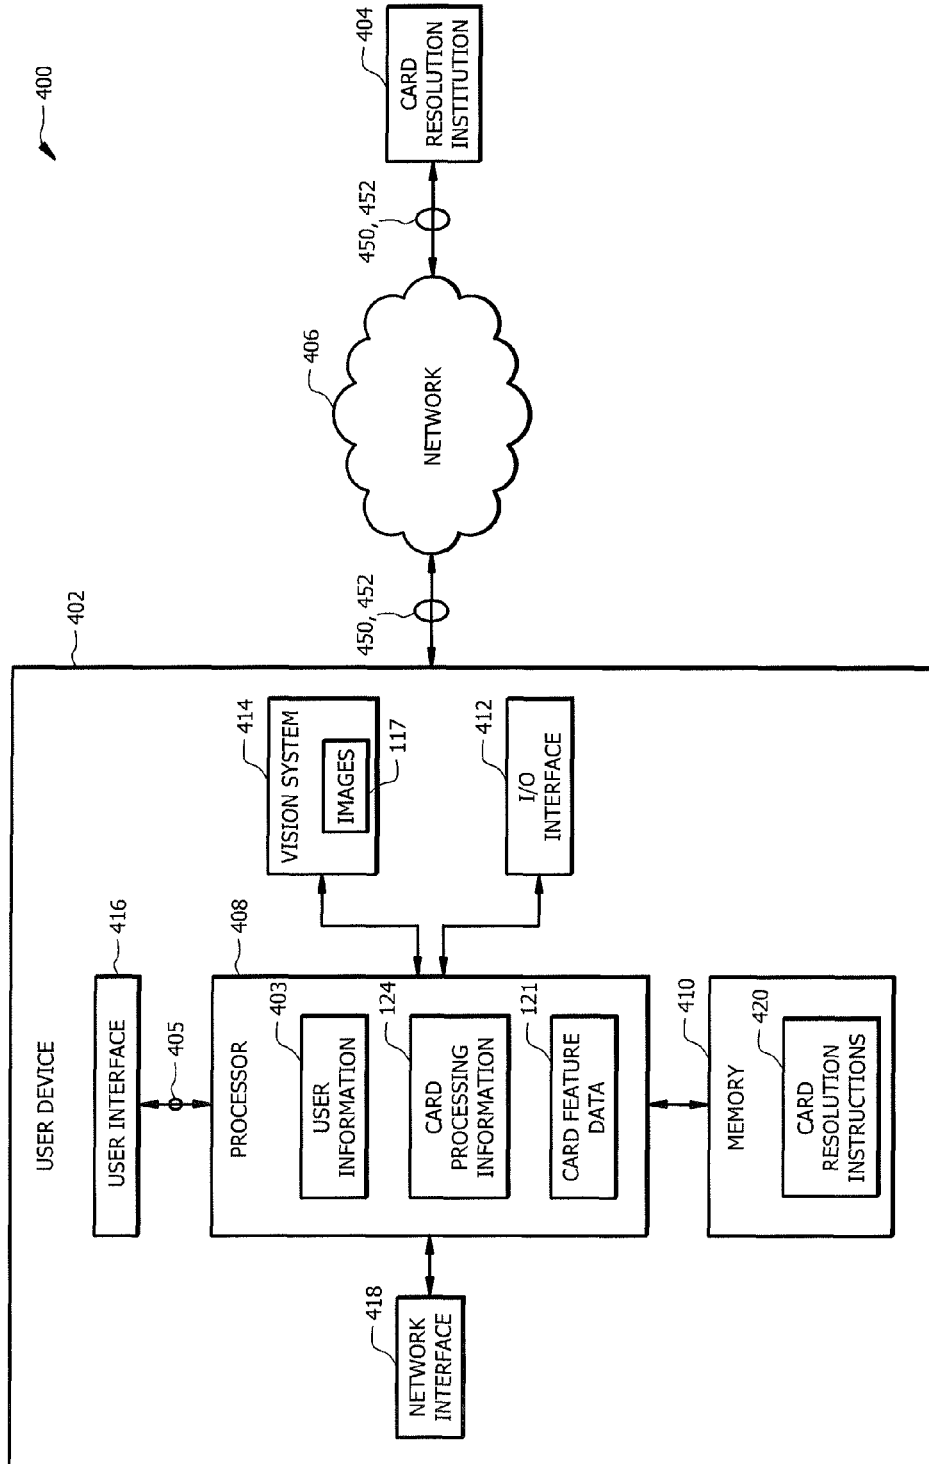 400
USER DEVICE
402
USER INTERFACE
416
405
PROCESSOR
408
USER
INFORMATION
403
CARD
PROCESSING
INFORMATION
124
CARD FEATURE
DATA
121
NETWORK
INTERFACE
418
VISION SYSTEM
414
IMAGES
117
I/O
INTERFACE
412
MEMORY
410
CARD
RESOLUTION
INSTRUCTIONS
420
450, 452
NETWORK
406
450, 452
CARD
RESOLUTION
INSTITUTION
404